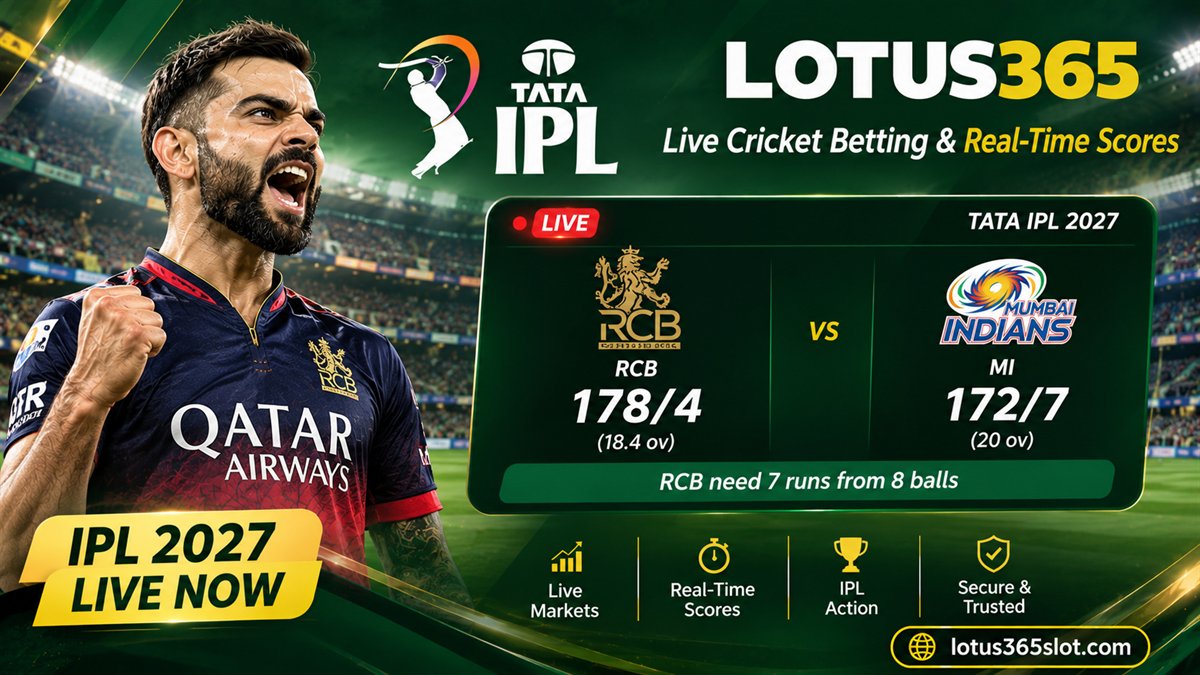 TATA
IPL
LOTUS365
Live Cricket Betting & Real-Time Scores
LIVE
TATA IPL 2027
RCB
MUMBAI
INDIANS
VS
RCB
178/4
(18.4 ov)
MI
172/7
(20 ov)
RCB need 7 runs from 8 balls
RCB
QATAR
AIRWAYS
IPL 2027
LIVE NOW
Live
Markets
Real-Time
Scores
IPL
Action
Secure &
Trusted
lotus365slot.com